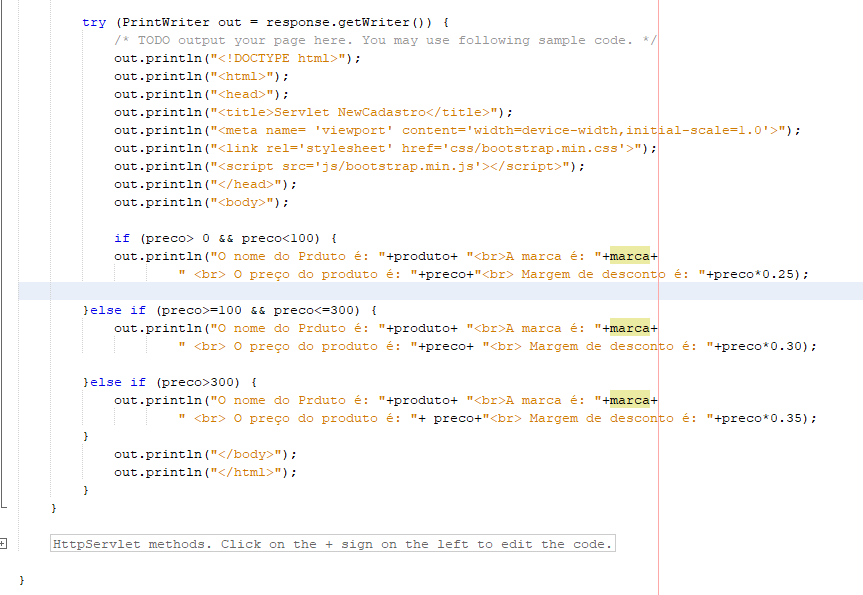 try (PrintWriter out = response.getWriter()) {
/* TODO output your page here. You may use following sample code. */
out.println("<!DOCTYPE html>");
out.println("<html>");
out.println("<head>");
out.println("<title>Servlet NewCadastro</title>");
out.println("<meta name= 'viewport' content='width=device-width,initial-scale=1.0'>");
out.println("<link rel='stylesheet' href='css/bootstrap.min.css'>");
out.println("<script src='js/bootstrap.min.js'></script>");
out.println("</head>");
out.println("<body>");
if (preco> 0 && preco<100) {
out.println("O nome do Prduto é: "+produto+ "<br>A marca é: "+marca+
" <br> O preço do produto é: "+preco+"<br> Margem de desconto é: "+preco*0.25);
}else if (preco>=100 && preco<=300) {
out.println("O nome do Prduto é: "+produto+ "<br>A marca é: "+marca+
" <br> O preço do produto é: "+preco+ "<br> Margem de desconto é: "+preco*0.30);
}else if (preco>300) {
out.println("O nome do Prduto é: "+produto+ "<br>A marca é: "+marca+
" <br> O preço do produto é: "+ preco+"<br> Margem de desconto é: "+preco*0.35);
}
out.println("</body>");
out.println("</html>");
}
}
HttpServlet methods. Click on the + sign on the left to edit the code.
}